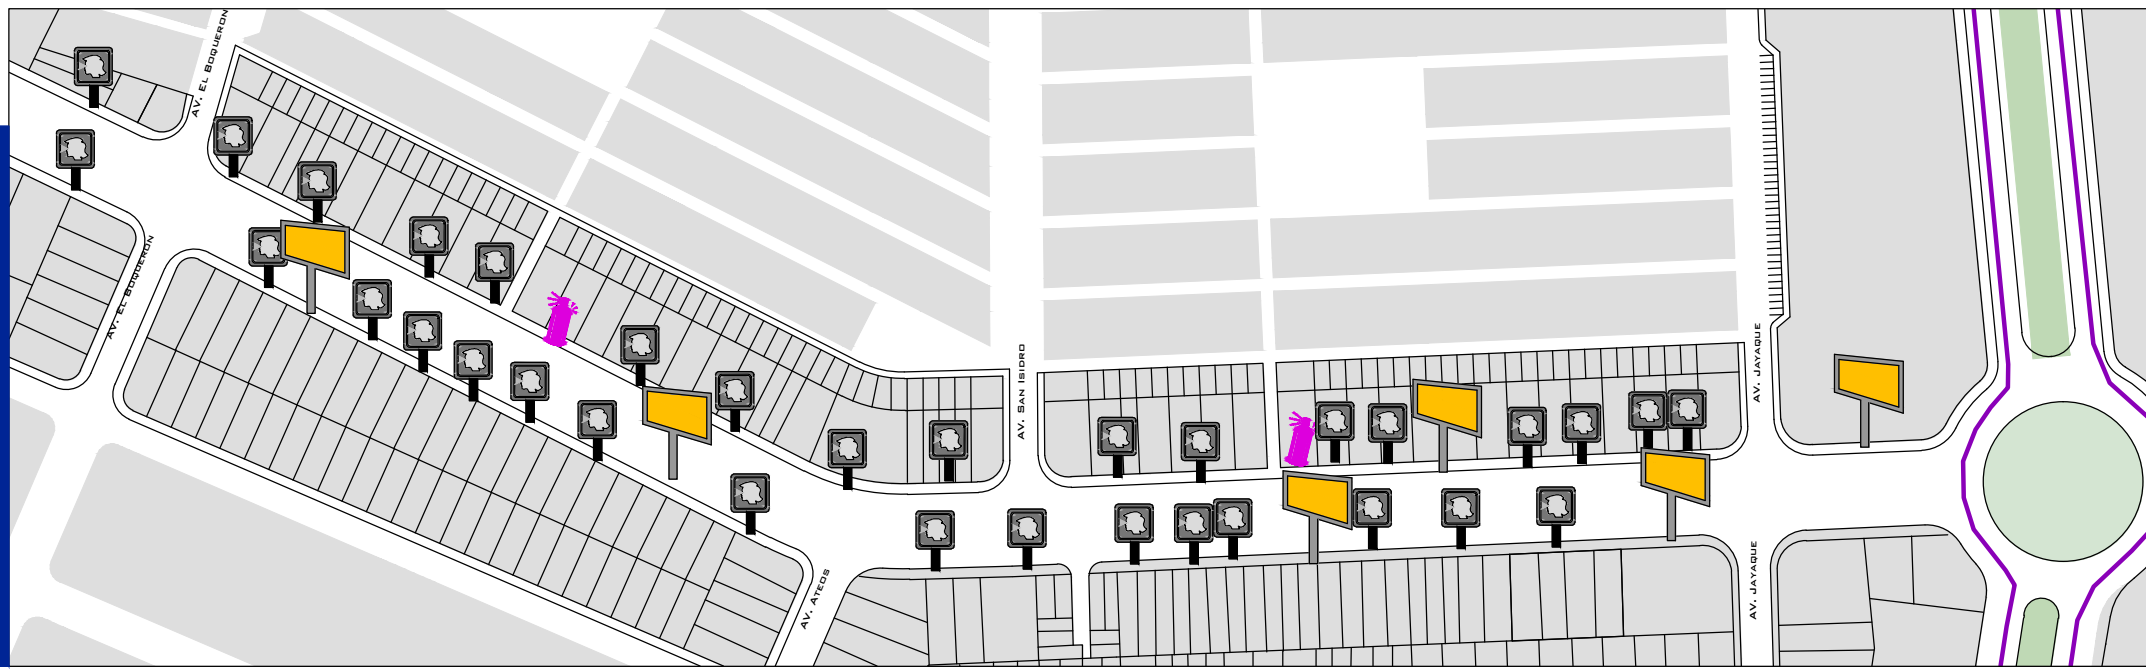 AV. EL BOQUERON
AV. EL BOQUERON
AV. SAN ISIDRO
AV. JAYAQUE
AV. ATEOS
AV. JAYAQUE